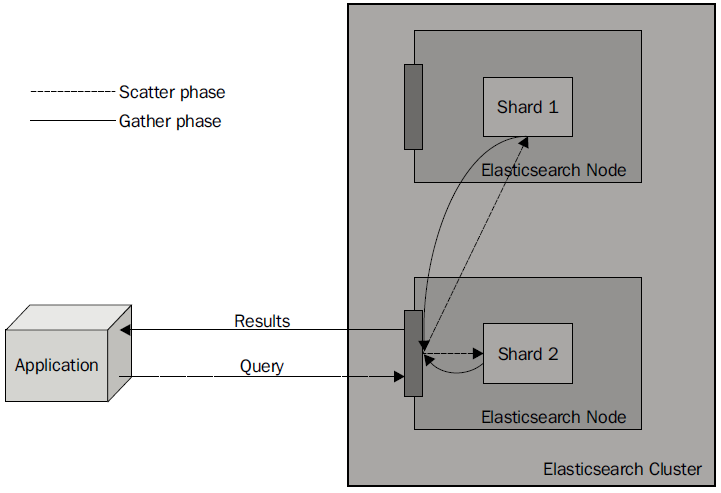 Scatter phase
Gather phase
Shard 1
Elasticsearch Node
Results
Application
Query
Shard 2
Elasticsearch Node
Elasticsearch Cluster